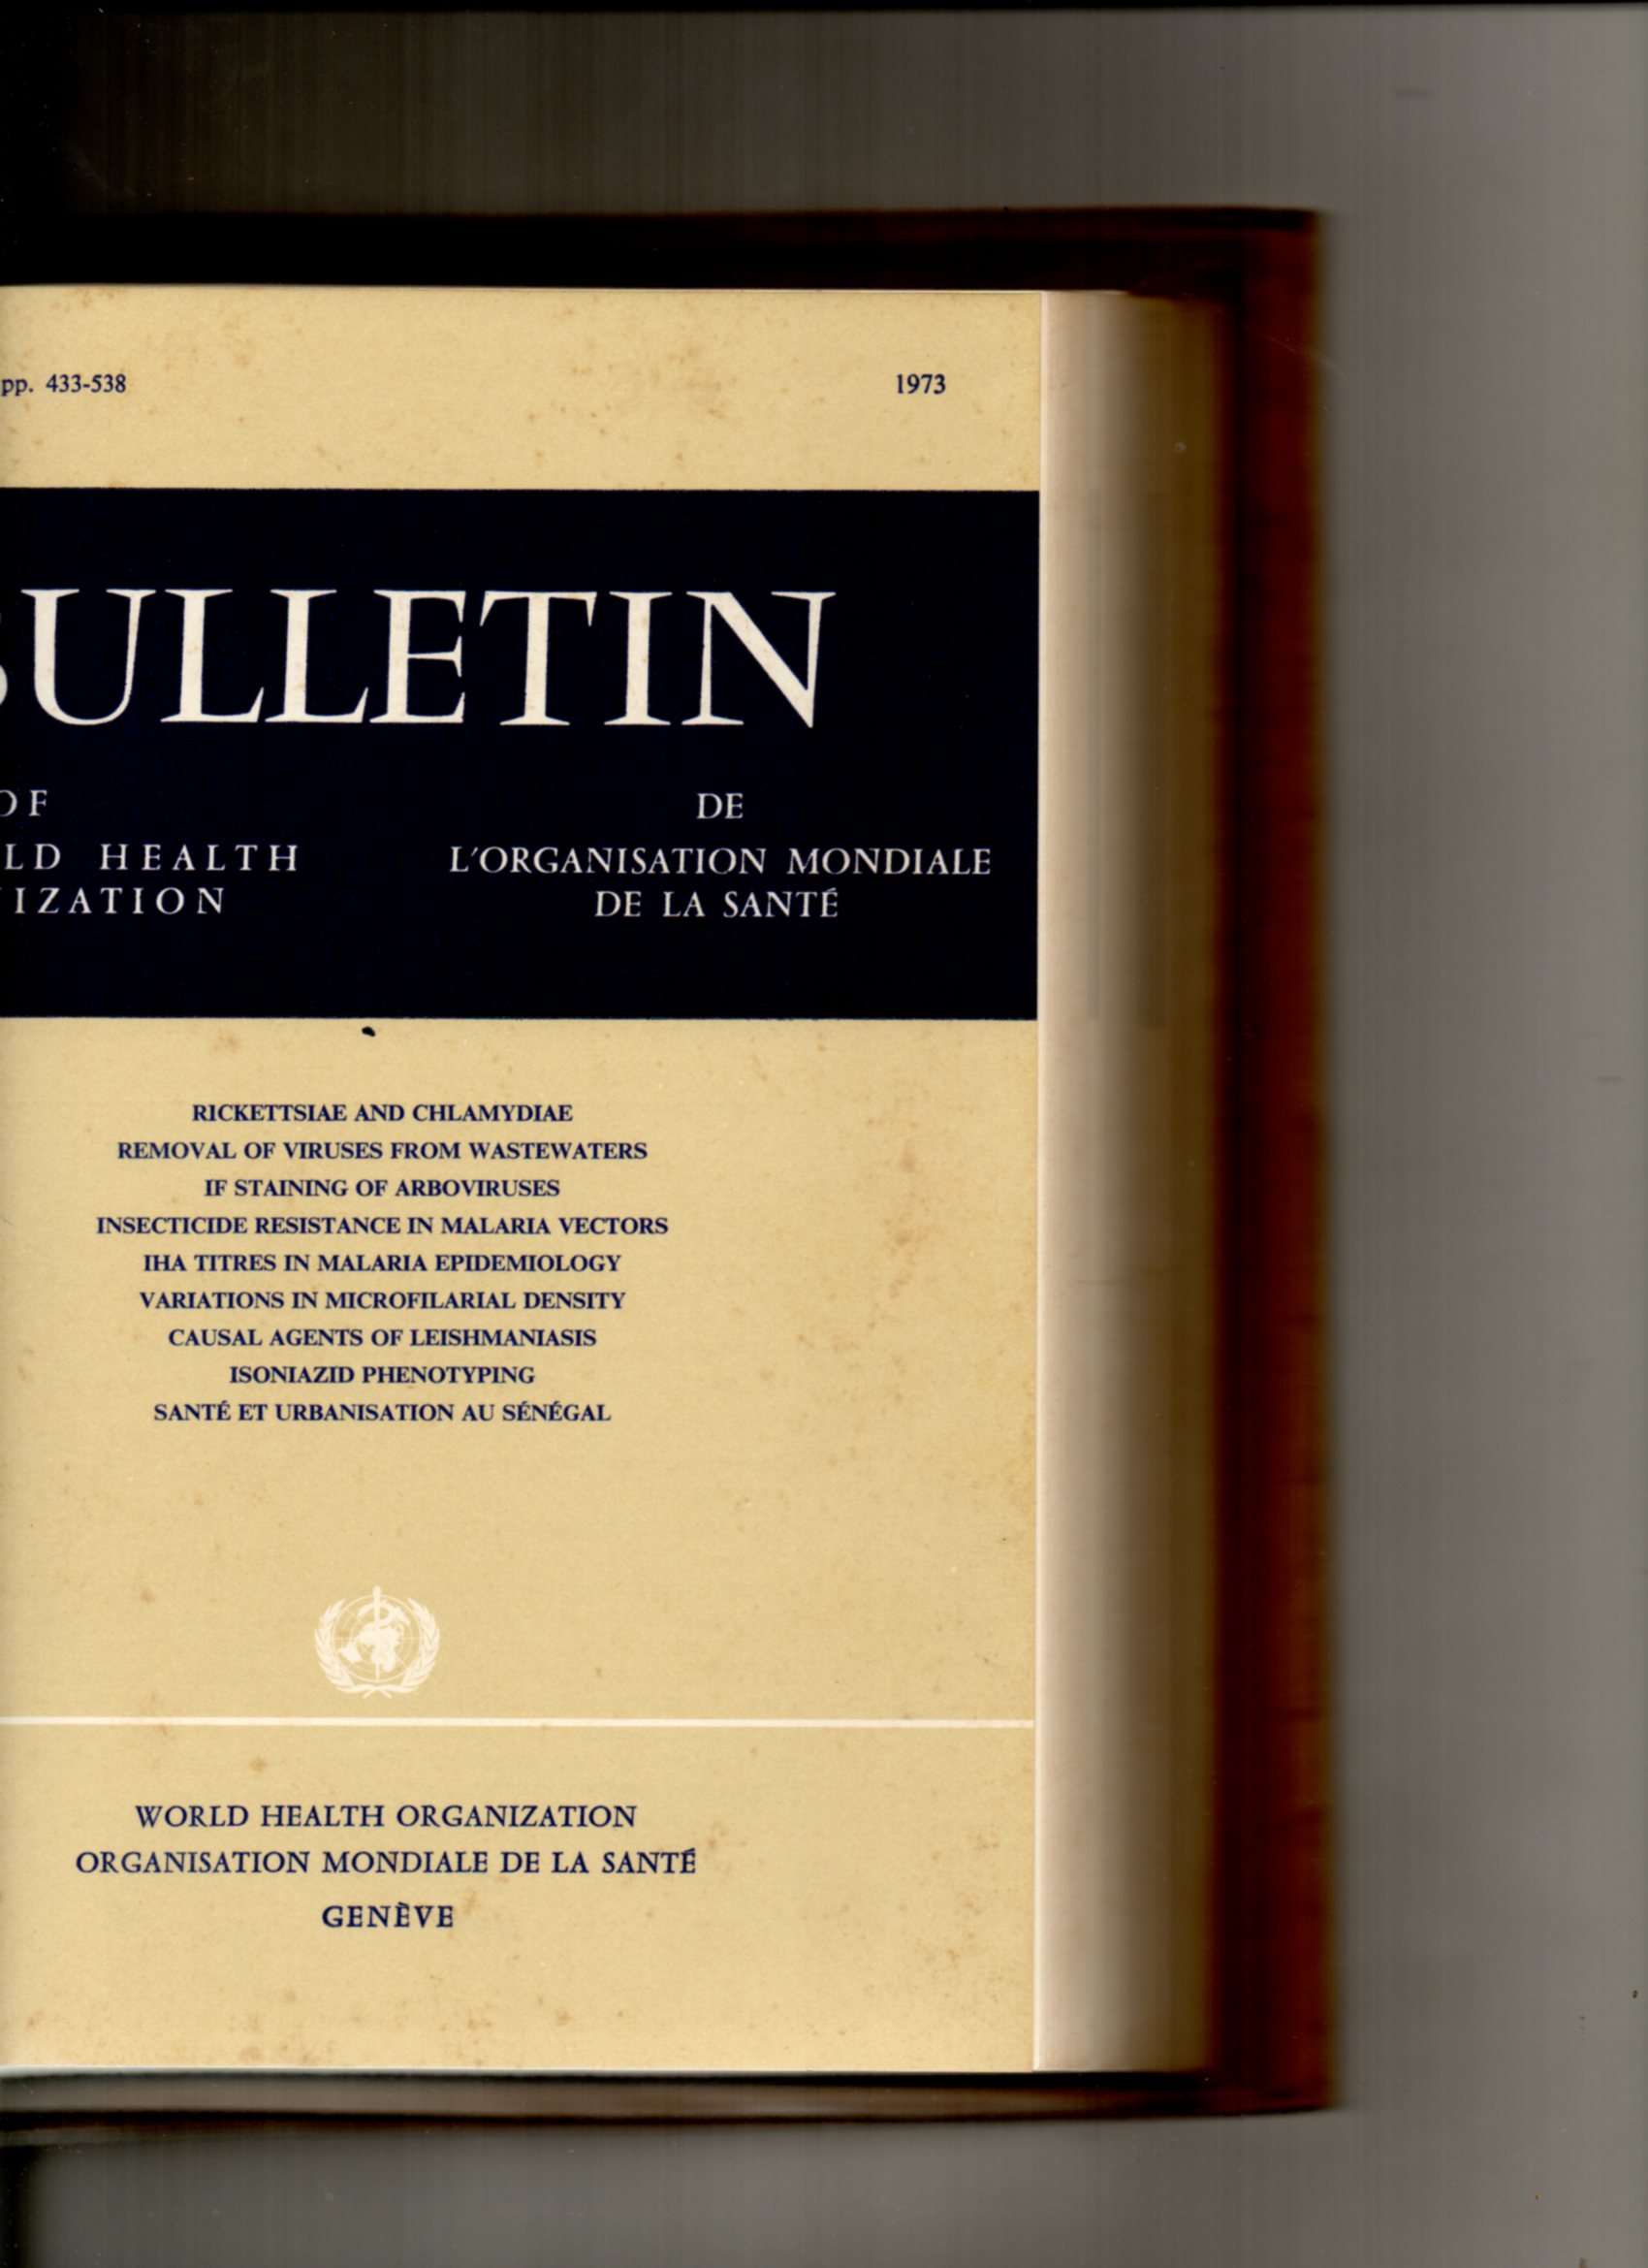 pp. 433-538 1973
BULLETIN
OF DE
LD HEALTH L'ORGANISATION MONDIALE
IZATION DE LA SANTÉ
RICKETTSIAE AND CHLAMYDIAE
REMOVAL OF VIRUSES FROM WASTEWATERS
IF STAINING OF ARBOVIRUSES
INSECTICIDE RESISTANCE IN MALARIA VECTORS
IHA TITRES IN MALARIA EPIDEMIOLOGY
VARIATIONS IN MICROFILARIAL DENSITY
CAUSAL AGENTS OF LEISHMANIASIS
ISONIAZID PHENOTYPING
SANTÉ ET URBANISATION AU SÉNÉGAL
WORLD HEALTH ORGANIZATION
ORGANISATION MONDIALE DE LA SANTÉ
GENÈVE